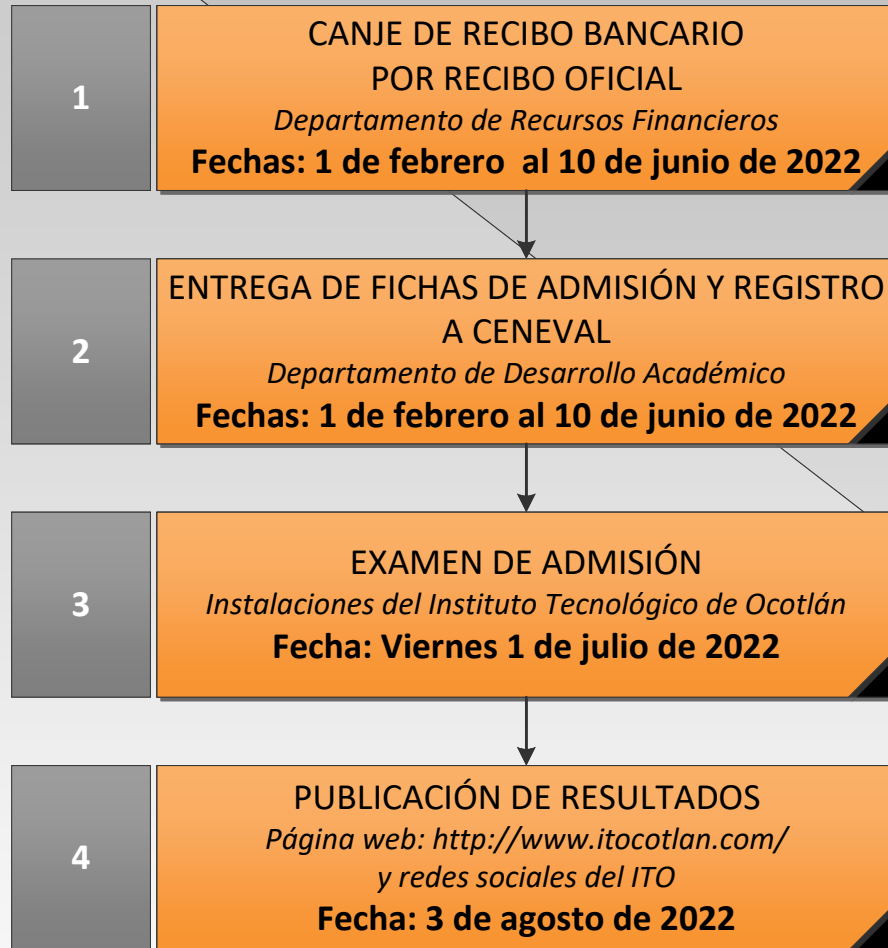 1
CANJE DE RECIBO BANCARIO
POR RECIBO OFICIAL
Departamento de Recursos Financieros
Fechas: 1 de febrero  al 10 de junio de 2022
2
ENTREGA DE FICHAS DE ADMISIÓN Y REGISTRO
A CENEVAL
Departamento de Desarrollo Académico
Fechas: 1 de febrero al 10 de junio de 2022
3
EXAMEN DE ADMISIÓN
Instalaciones del Instituto Tecnológico de Ocotlán
Fecha: Viernes 1 de julio de 2022
4
PUBLICACIÓN DE RESULTADOS
Página web: http://www.itocotlan.com/
y redes sociales del ITO
Fecha: 3 de agosto de 2022